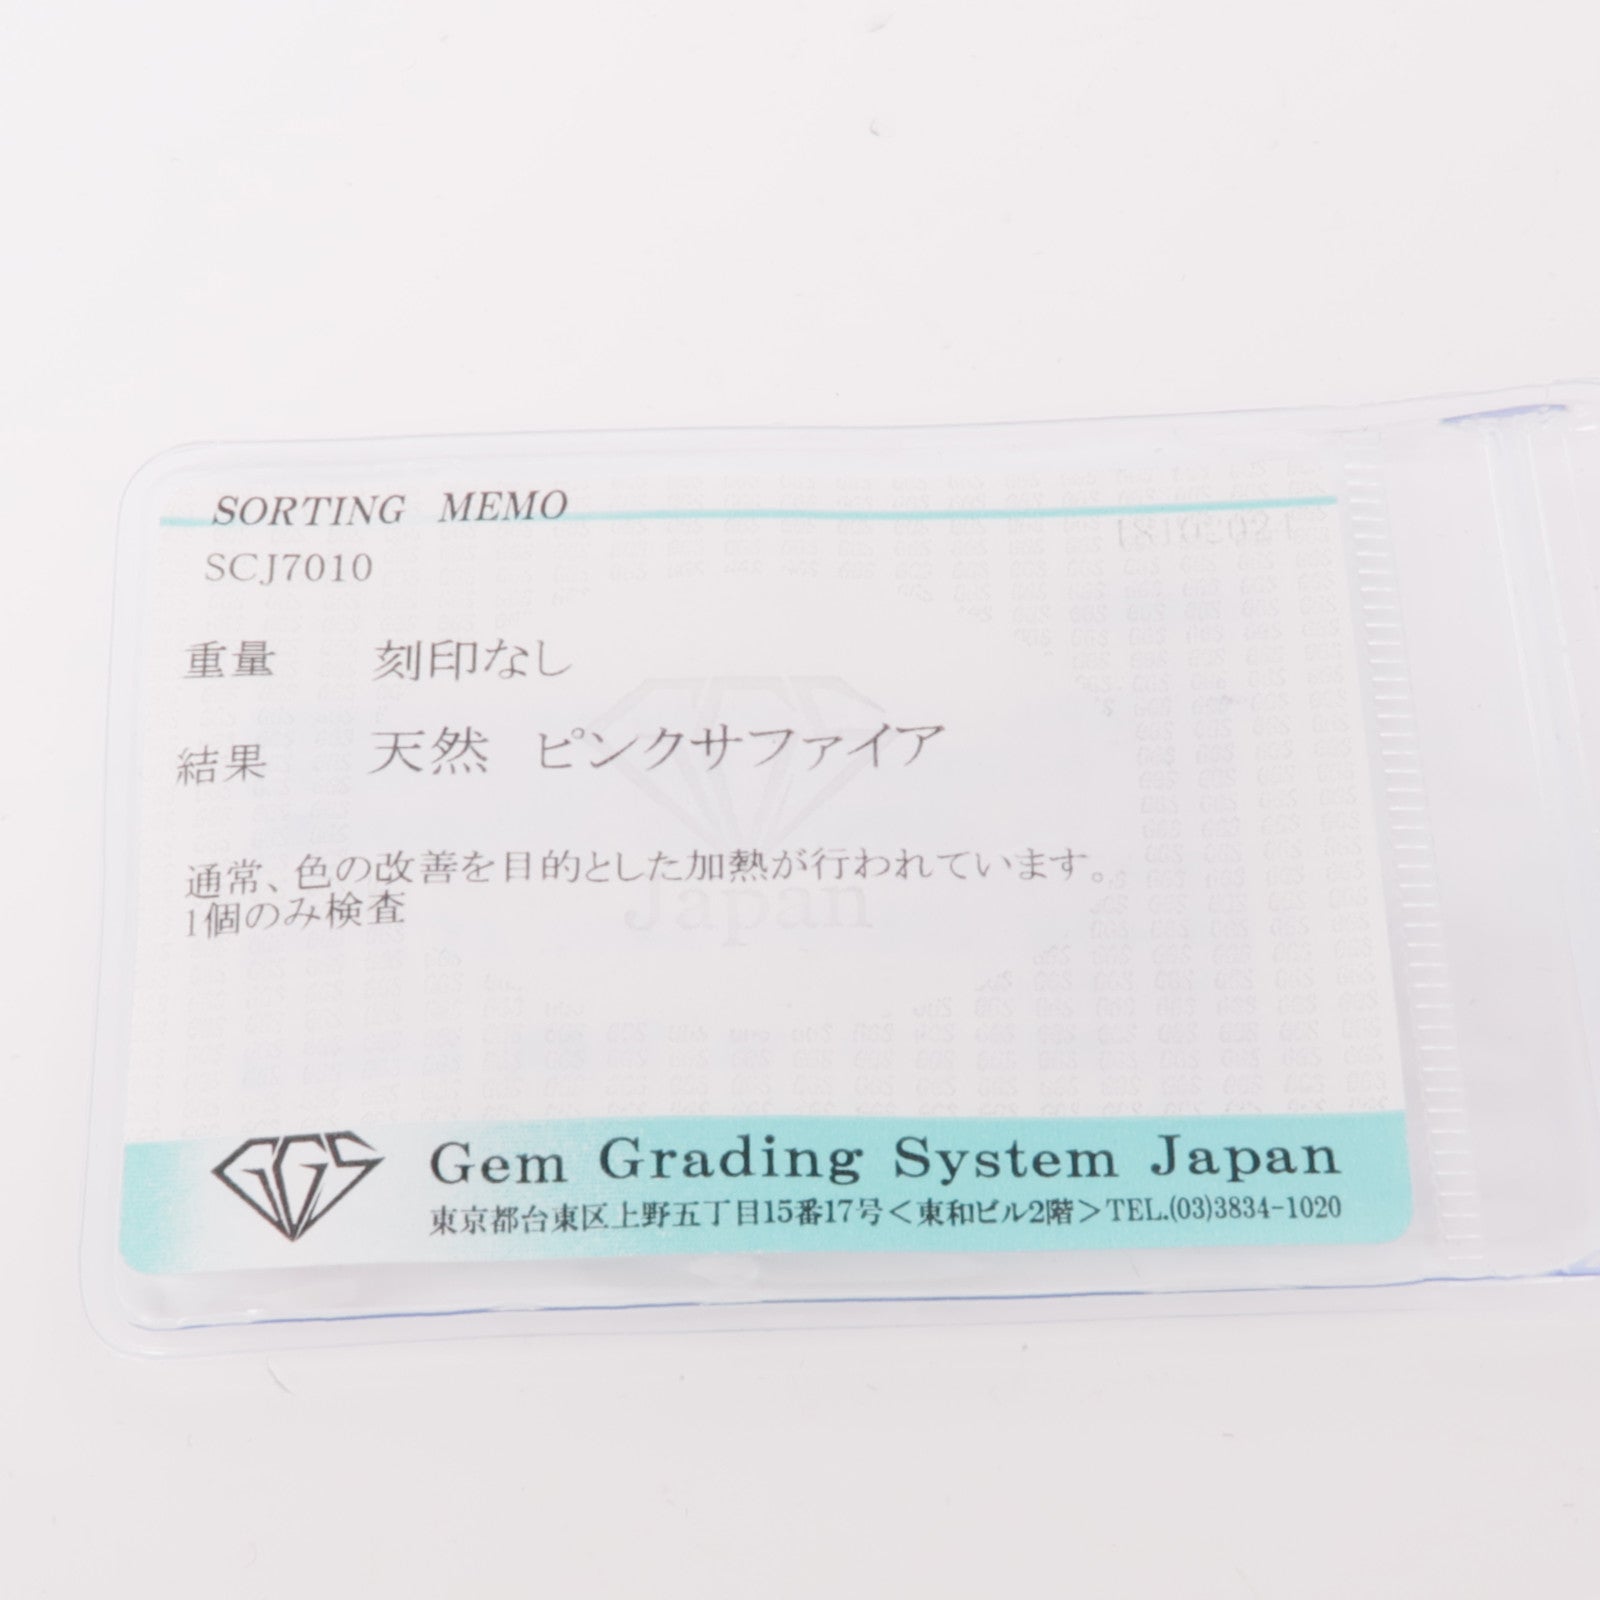 SORTING MEMO
SCJ7010
重量 刻印なし
結果 天然 ピンクサファイア
通常、色の改善を目的とした加熱が行われています。
1個のみ検査
Japan
GGS
Gem Grading System Japan
東京都台東区上野五丁目15番17号＜東和ビル2階＞TEL.(03)3834-1020